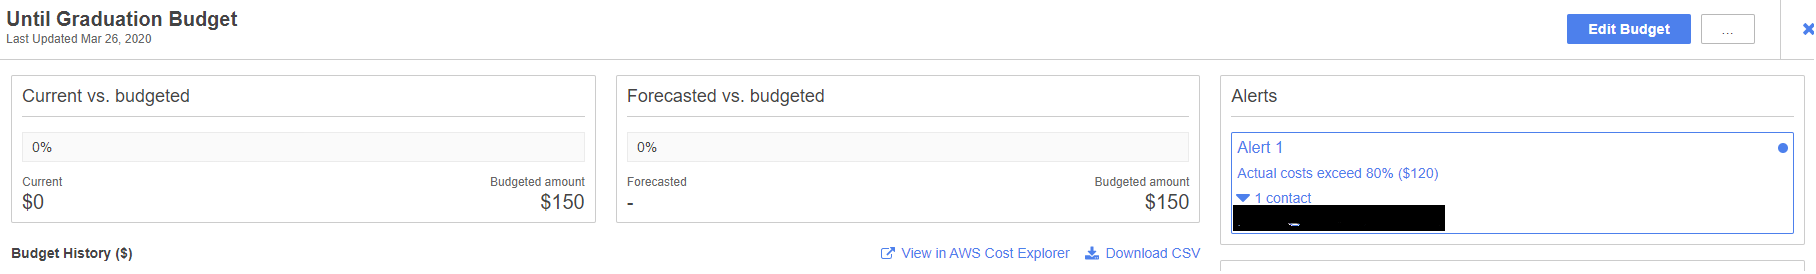 Until Graduation Budget
Last Updated Mar 26, 2020
Edit Budget
...
Current vs. budgeted
0%
Current
Budgeted amount
$0
$150
Forecasted vs. budgeted
0%
Forecasted
Budgeted amount
-
$150
Alerts
Alert 1
Actual costs exceed 80% ($120)
1 contact
Budget History ($)
View in AWS Cost Explorer
Download CSV